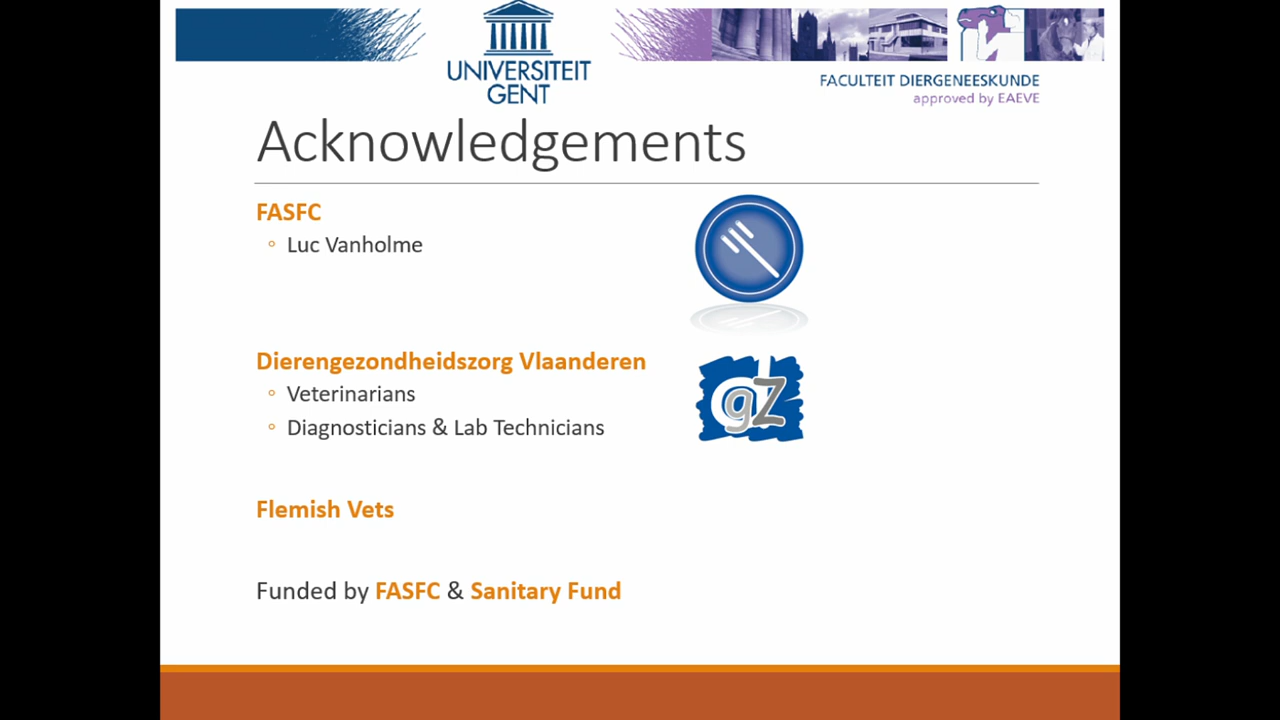 UNIVERSITEIT
GENT
FACULTEIT DIERGENEESKUNDE
approved by EAEVE
Acknowledgements
FASFC
Luc Vanholme
Dierengezondheidszorg Vlaanderen
dgz
Veterinarians
Diagnosticians & Lab Technicians
Flemish Vets
Funded by FASFC & Sanitary Fund